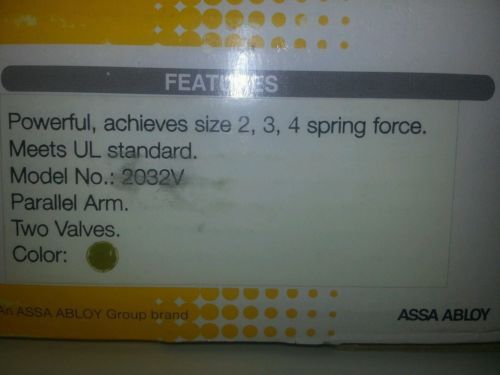 FEATURES
Powerful, achieves size 2, 3, 4 spring force.
Meets UL standard.
Model No.: 2032V
Parallel Arm.
Two Valves.
Color:
An ASSA ABLOY Group brand
ASSA ABLOY